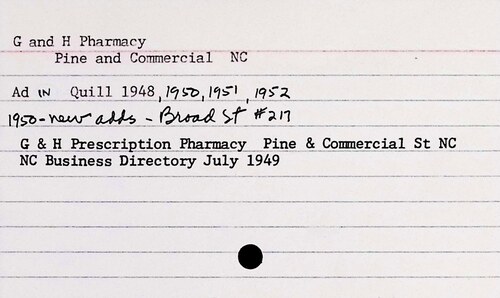 G and H Pharmacy
Pine and Commercial NC
Ad IN Quill 1948, 1950, 1951, 1952
1950-new adds - Broad St #217
G & H Prescription Pharmacy Pine & Commercial St NC
NC Business Directory July 1949